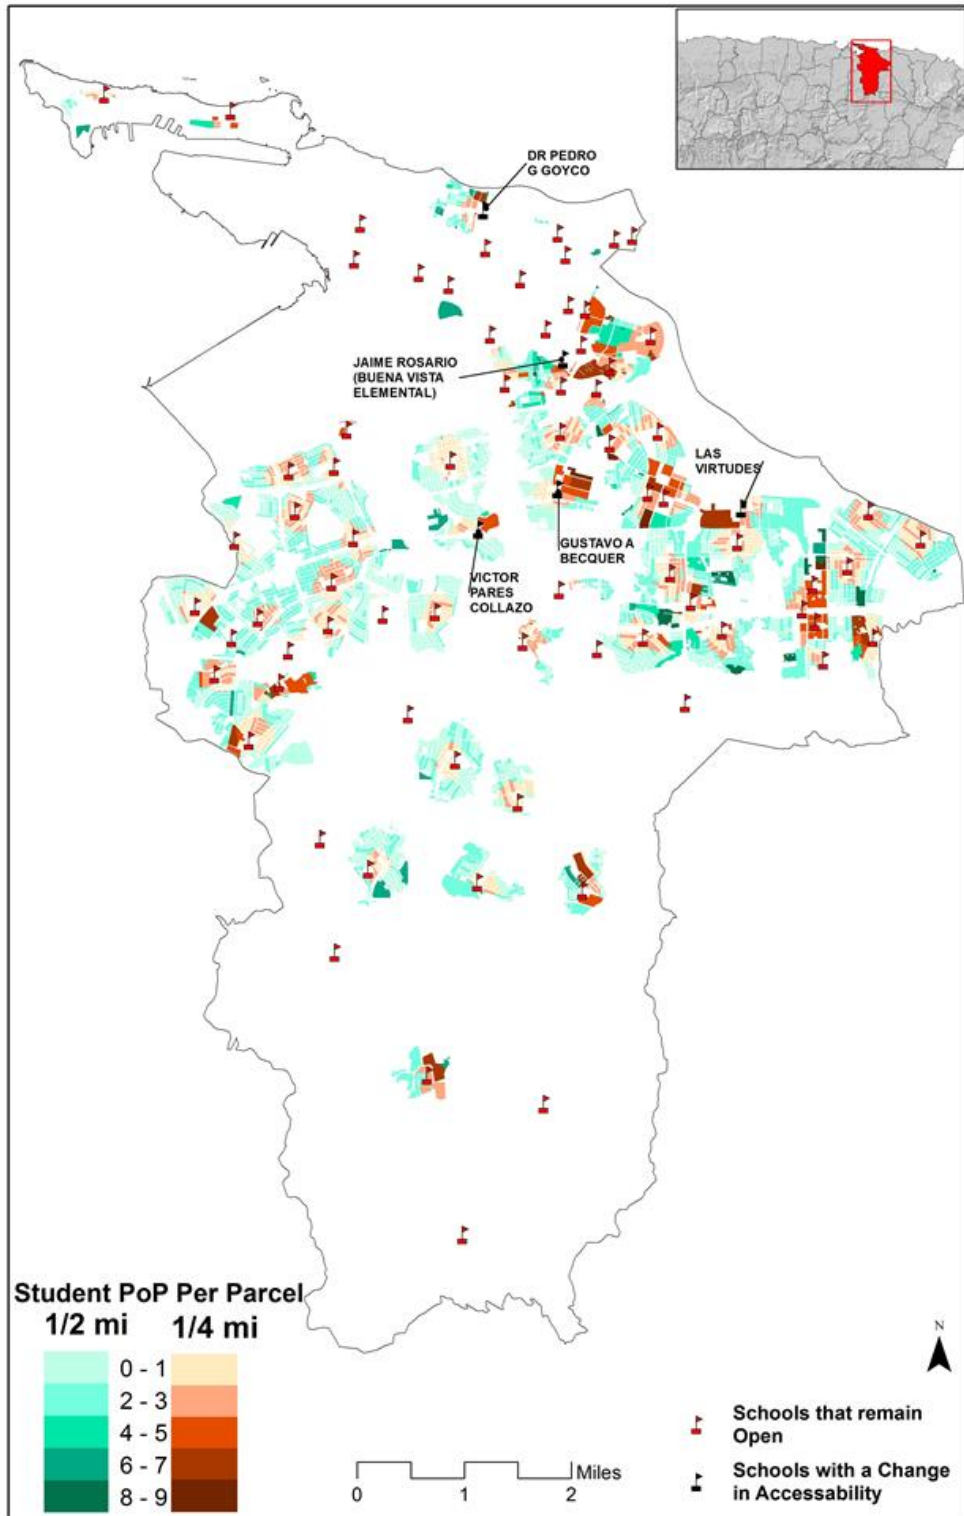 DR PEDRO
G GOYCO
JAIME ROSARIO
(BUENA VISTA
ELEMENTAL)
LAS
VIRTUDES
GUSTAVO A
BECQUER
VICTOR
PARES
COLLAZO
Student PoP Per Parcel
1/2 mi 1/4 mi
0 - 1
2 - 3
4 - 5
6 - 7
8 - 9
Miles
0 1 2
N
Schools that remain
Open
Schools with a Change
in Accessability